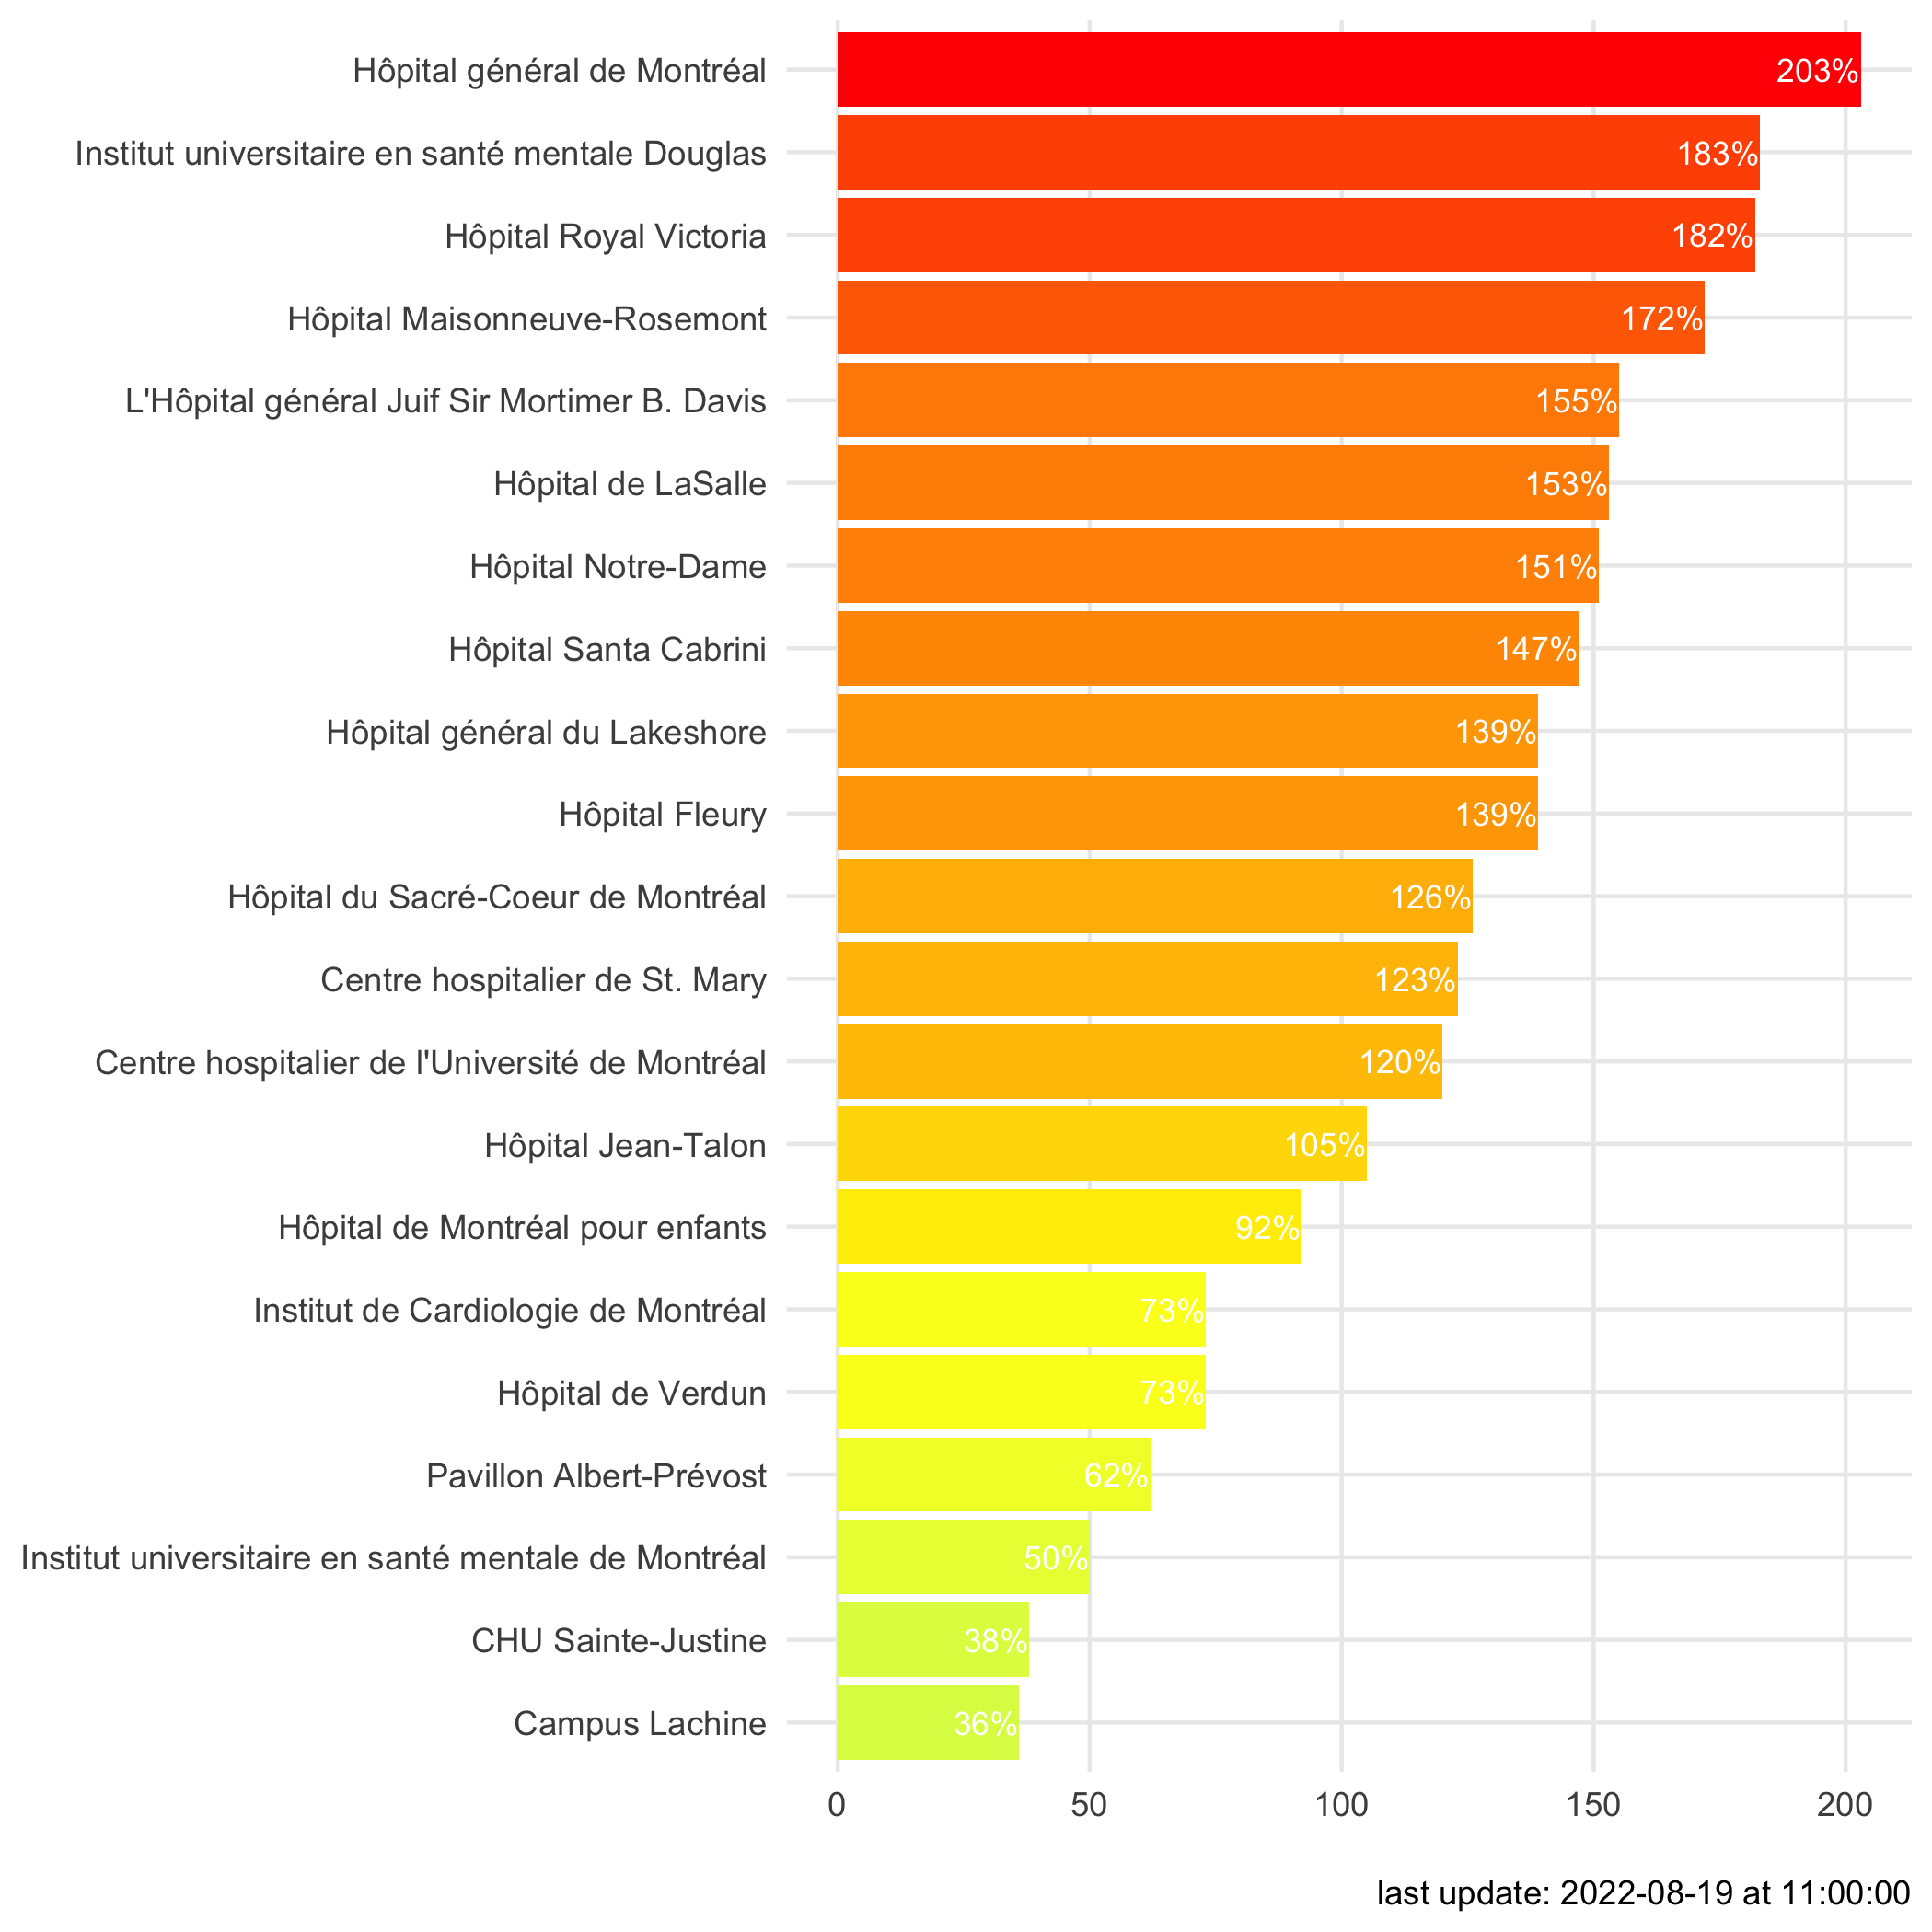 Hôpital général de Montréal 203%
Institut universitaire en santé mentale Douglas 183%
Hôpital Royal Victoria 182%
Hôpital Maisonneuve-Rosemont 172%
L'Hôpital général Juif Sir Mortimer B. Davis 155%
Hôpital de LaSalle 153%
Hôpital Notre-Dame 151%
Hôpital Santa Cabrini 147%
Hôpital général du Lakeshore 139%
Hôpital Fleury 139%
Hôpital du Sacré-Coeur de Montréal 126%
Centre hospitalier de St. Mary 123%
Centre hospitalier de l'Université de Montréal 120%
Hôpital Jean-Talon 105%
Hôpital de Montréal pour enfants 92%
Institut de Cardiologie de Montréal 73%
Hôpital de Verdun 73%
Pavillon Albert-Prévost 62%
Institut universitaire en santé mentale de Montréal 50%
CHU Sainte-Justine 38%
Campus Lachine 36%
0 50 100 150 200
last update: 2022-08-19 at 11:00:00